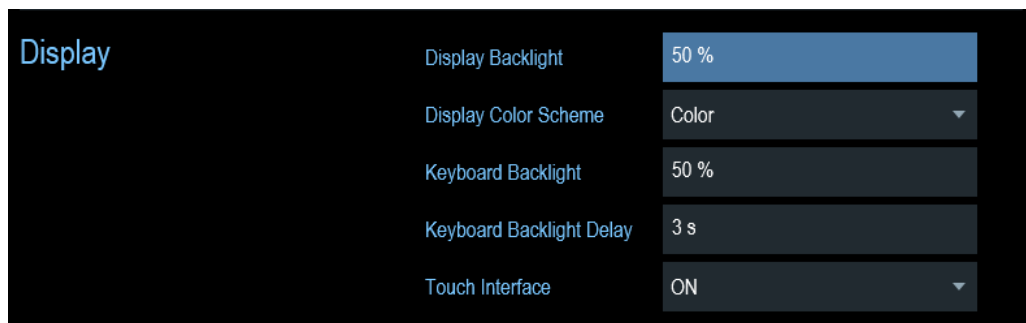 Display
Display Backlight 50 %
Display Color Scheme Color
Keyboard Backlight 50 %
Keyboard Backlight Delay 3 s
Touch Interface ON